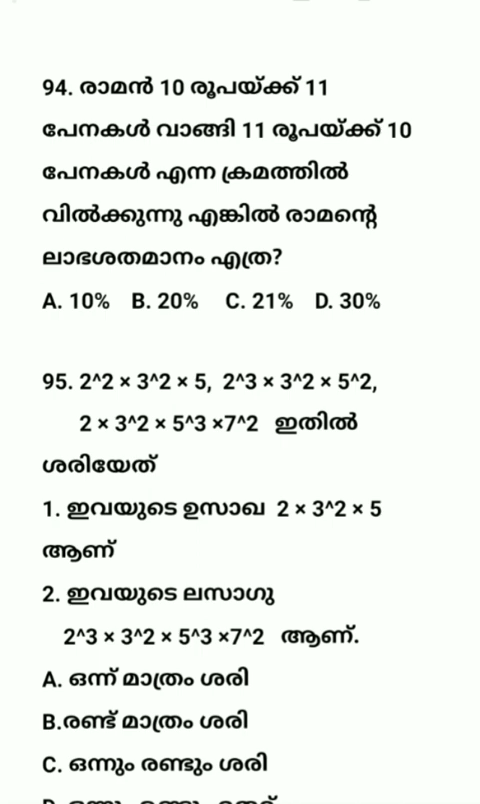 94. രാമൻ 10 രൂപയ്ക്ക് 11
പേനകൾ വാങ്ങി 11 രൂപയ്ക്ക് 10
പേനകൾ എന്ന ക്രമത്തിൽ
വിൽക്കുന്നു എങ്കിൽ രാമന്റെ
ലാഭശതമാനം എത്ര?
A. 10% B. 20% C. 21% D. 30%
95. 2^2 × 3^2 × 5, 2^3 × 3^2 × 5^2,
2 × 3^2 × 5^3 ×7^2 ഇതിൽ
ശരിയേത്
1. ഇവയുടെ ഉസാഖ 2 × 3^2 × 5
ആണ്
2. ഇവയുടെ ലസാഗു
2^3 × 3^2 × 5^3 ×7^2 ആണ്.
A. ഒന്ന് മാത്രം ശരി
B.രണ്ട് മാത്രം ശരി
C. ഒന്നും രണ്ടും ശരി